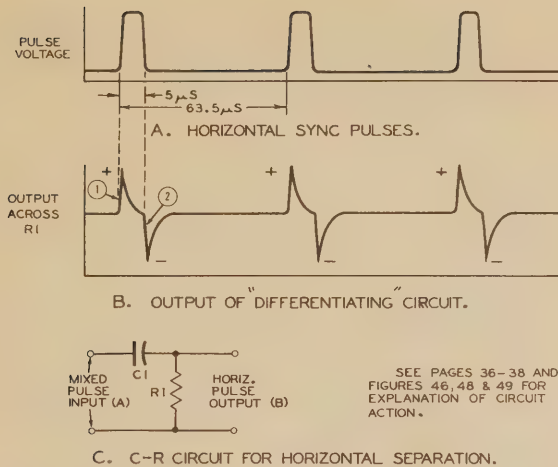 PULSE
VOLTAGE
5µS
63.5µS
A. HORIZONTAL SYNC PULSES.
+
+
+
1
2
OUTPUT
ACROSS
R1
–
–
–
B. OUTPUT OF "DIFFERENTIATING" CIRCUIT.
C1
MIXED
PULSE
INPUT (A)
R1
HORIZ.
PULSE
OUTPUT (B)
SEE PAGES 36-38 AND
FIGURES 46, 48 & 49 FOR
EXPLANATION OF CIRCUIT
ACTION.
C. C-R CIRCUIT FOR HORIZONTAL SEPARATION.